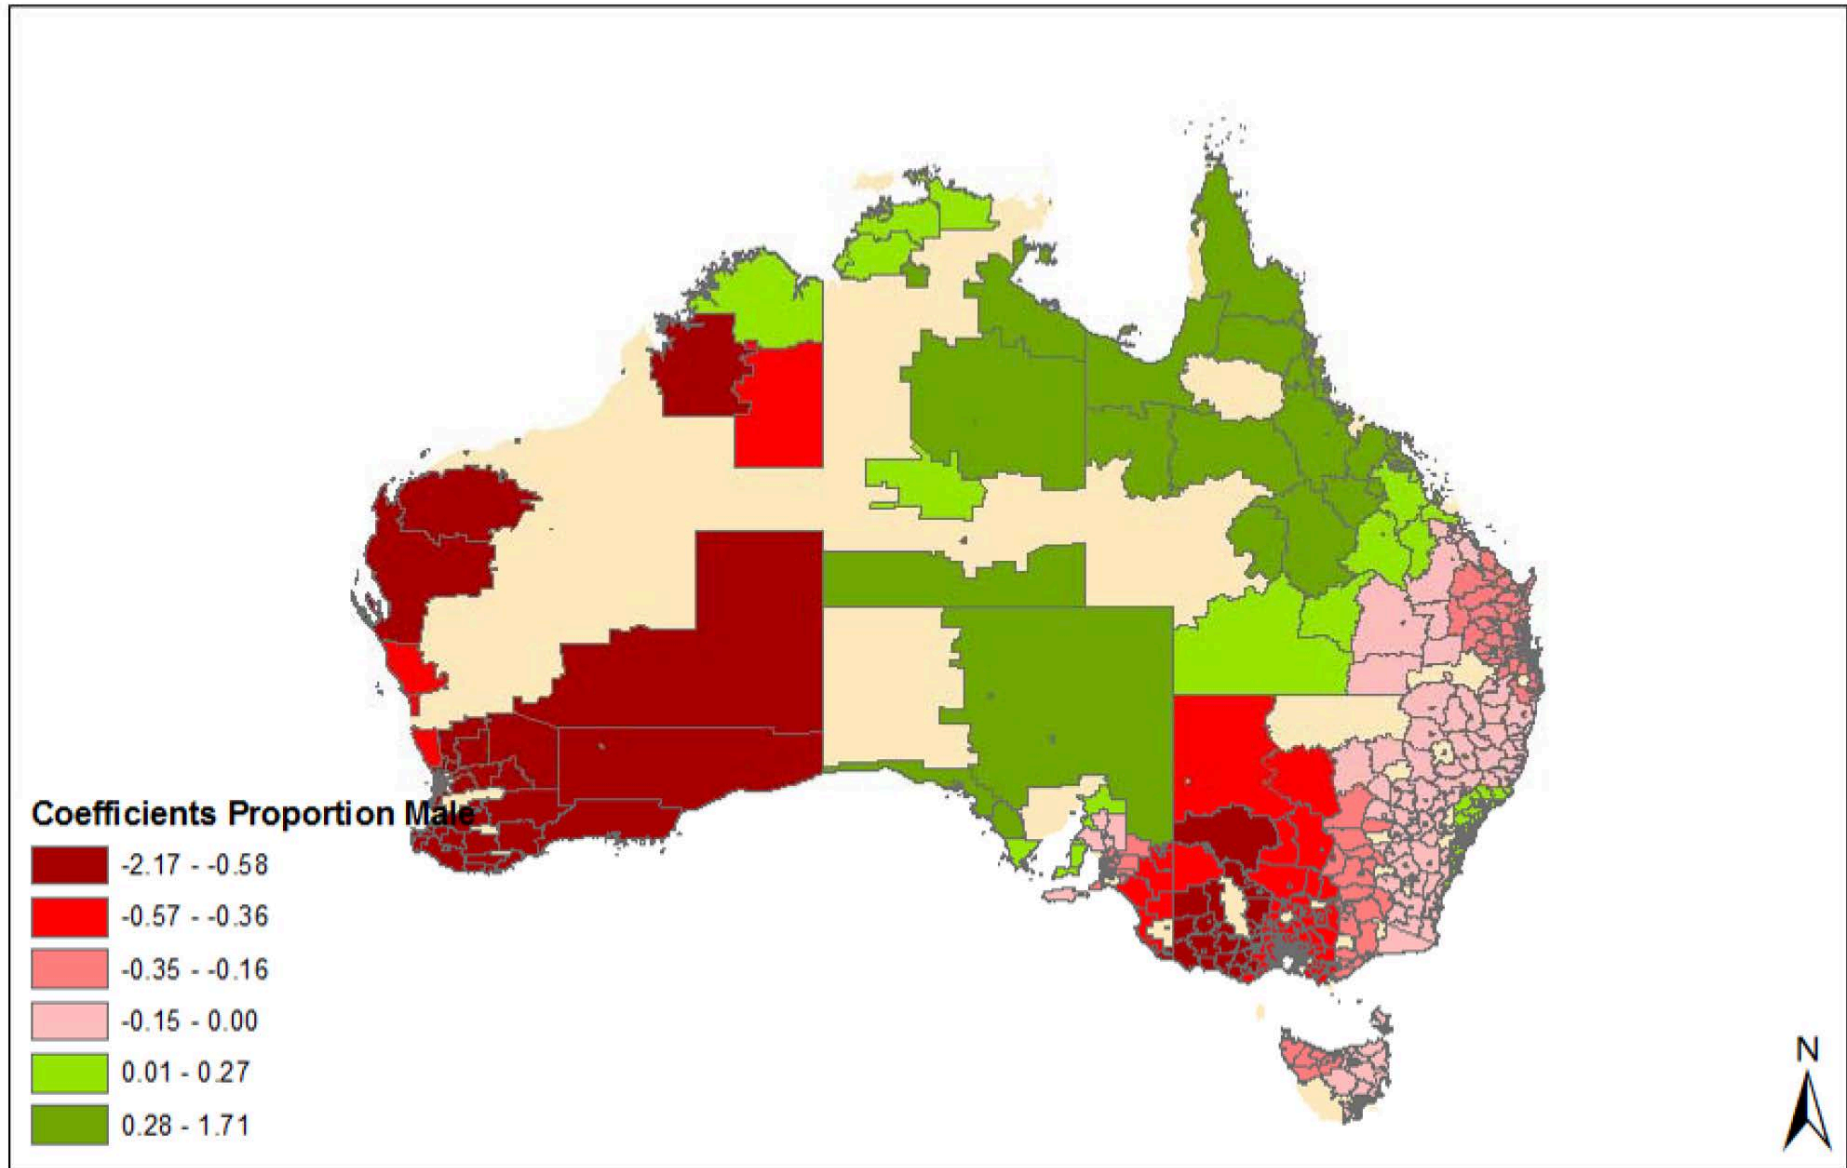 Coefficients Proportion Male
-2.17 - -0.58
-0.57 - -0.36
-0.35 - -0.16
-0.15 - 0.00
0.01 - 0.27
0.28 - 1.71
N